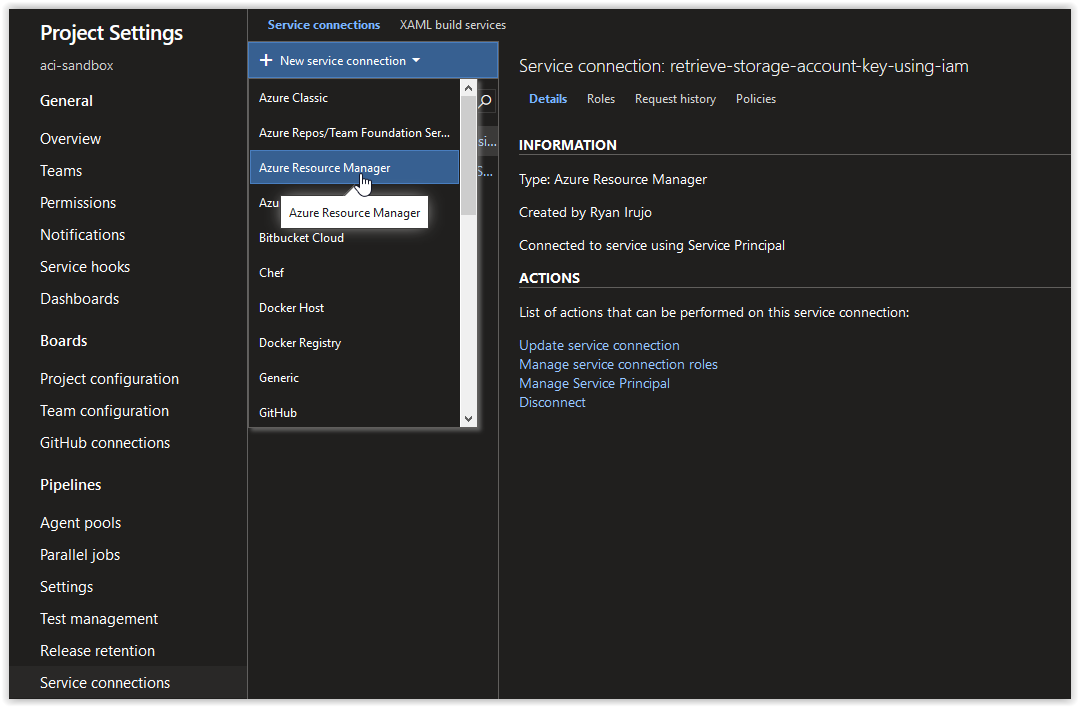 Project Settings
aci-sandbox
General
Overview
Teams
Permissions
Notifications
Service hooks
Dashboards
Boards
Project configuration
Team configuration
GitHub connections
Pipelines
Agent pools
Parallel jobs
Settings
Test management
Release retention
Service connections
Service connections XAML build services
+ New service connection
Azure Classic
Azure Repos/Team Foundation Ser...
Azure Resource Manager
Azu
Azure Resource Manager
Bitbucket Cloud
Chef
Docker Host
Docker Registry
Generic
GitHub
si...
S...
Service connection: retrieve-storage-account-key-using-iam
Details Roles Request history Policies
INFORMATION
Type: Azure Resource Manager
Created by Ryan Irujo
Connected to service using Service Principal
ACTIONS
List of actions that can be performed on this service connection:
Update service connection
Manage service connection roles
Manage Service Principal
Disconnect